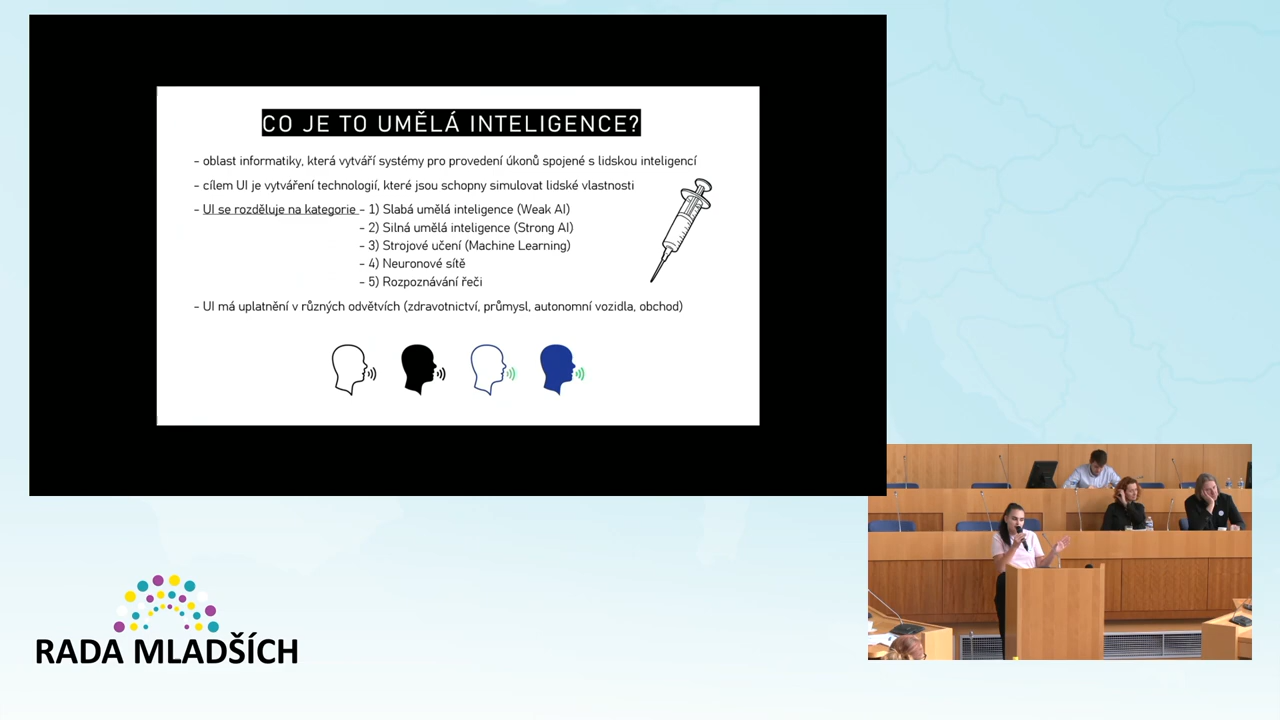 CO JE TO UMĚLÁ INTELIGENCE?
- oblast informatiky, která vytváří systémy pro provedení úkonů spojené s lidskou inteligencí
- cílem UI je vytváření technologií, které jsou schopny simulovat lidské vlastnosti
- UI se rozděluje na kategorie - 1) Slabá umělá inteligence (Weak AI)
- 2) Silná umělá inteligence (Strong AI)
- 3) Strojové učení (Machine Learning)
- 4) Neuronové sítě
- 5) Rozpoznávání řeči
- UI má uplatnění v různých odvětvích (zdravotnictví, průmysl, autonomní vozidla, obchod)
RADA MLADŠÍCH